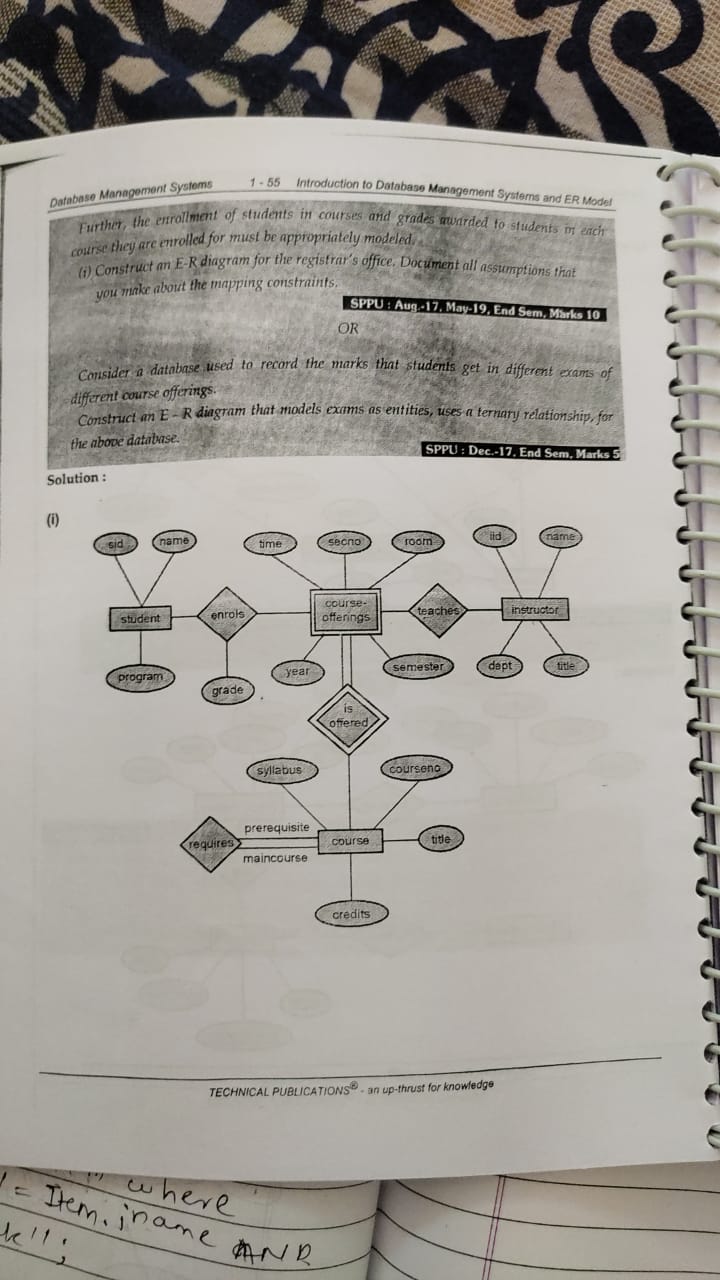 Database Management Systems 1 - 55 Introduction to Database Management Systems and ER Model
Further, the enrollment of students in courses and grades awarded to students in each
course they are enrolled for must be appropriately modeled.
(i) Construct an E-R diagram for the registrar's office. Document all assumptions that
you make about the mapping constraints.
SPPU : Aug.-17, May-19, End Sem, Marks 10
OR
Consider a database used to record the marks that students get in different exams of
different course offerings.
Construct an E - R diagram that models exams as entities, uses a ternary relationship, for
the above database.
SPPU : Dec.-17, End Sem, Marks 5
Solution :
(i)
sid name time secno room iid name
student enrols course-
offerings teaches instructor
program grade year semester dept title
is
offered
syllabus courseno
requires prerequisite
maincourse course title
credits
TECHNICAL PUBLICATIONS® - an up-thrust for knowledge
where
= Item.iname AND